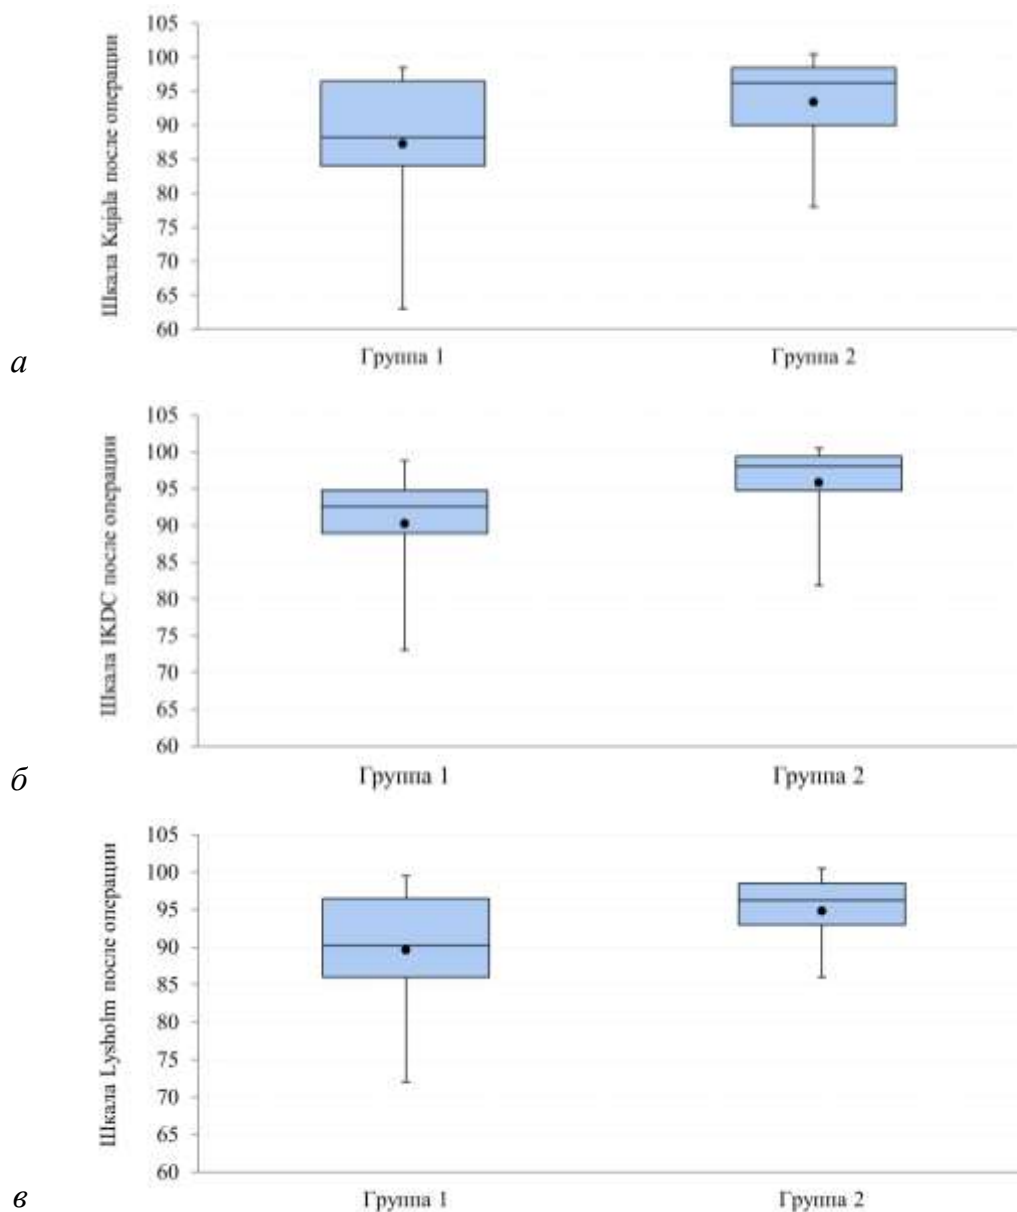 Шкала Kujala после операции
105
100
95
90
85
80
75
70
65
60
Группа 1
Группа 2
а
Шкала IKDC после операции
105
100
95
90
85
80
75
70
65
60
Группа 1
Группа 2
б
Шкала Lysholm после операции
105
100
95
90
85
80
75
70
65
60
Группа 1
Группа 2
в